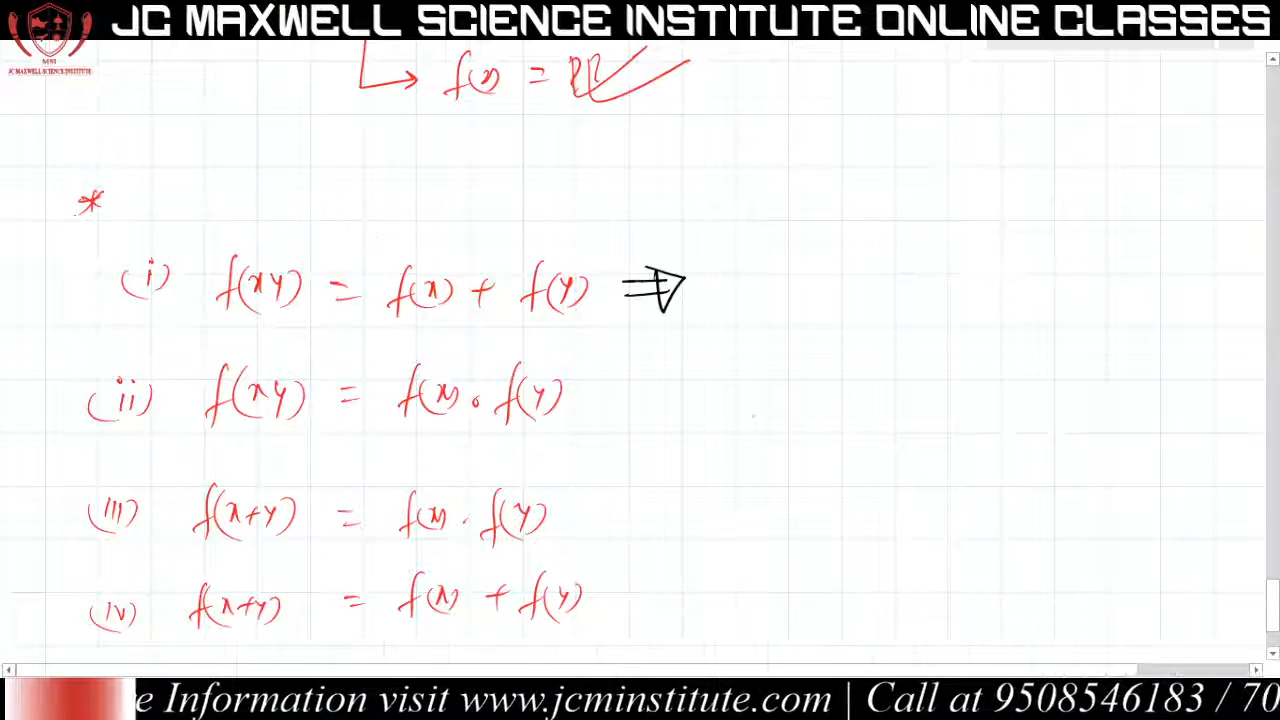 JC MAXWELL SCIENCE INSTITUTE ONLINE CLASSES
MSI
JC MAXWELL SCIENCE INSTITUTE
f(x) =
*
(i) f(xy) = f(x) + f(y) ⇒
(ii) f(xy) = f(x) . f(y)
(iii) f(x+y) = f(x) . f(y)
(iv) f(x+y) = f(x) + f(y)
e Information visit www.jcminstitute.com | Call at 9508546183 / 70